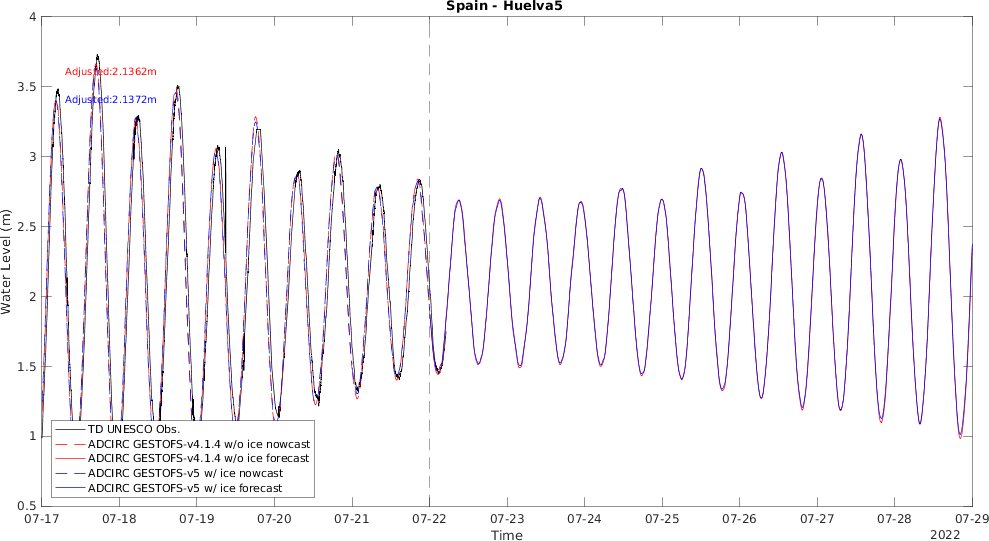 Spain - Huelva5
4
3.5
3
2.5
2
1.5
1
0.5
Water Level (m)
Adjusted:2.1362m
Adjusted:2.1372m
TD UNESCO Obs.
ADCIRC GESTOFS-v4.1.4 w/o ice nowcast
ADCIRC GESTOFS-v4.1.4 w/o ice forecast
ADCIRC GESTOFS-v5 w/ ice nowcast
ADCIRC GESTOFS-v5 w/ ice forecast
07-17 07-18 07-19 07-20 07-21 07-22 07-23 07-24 07-25 07-26 07-27 07-28 07-29
Time
2022